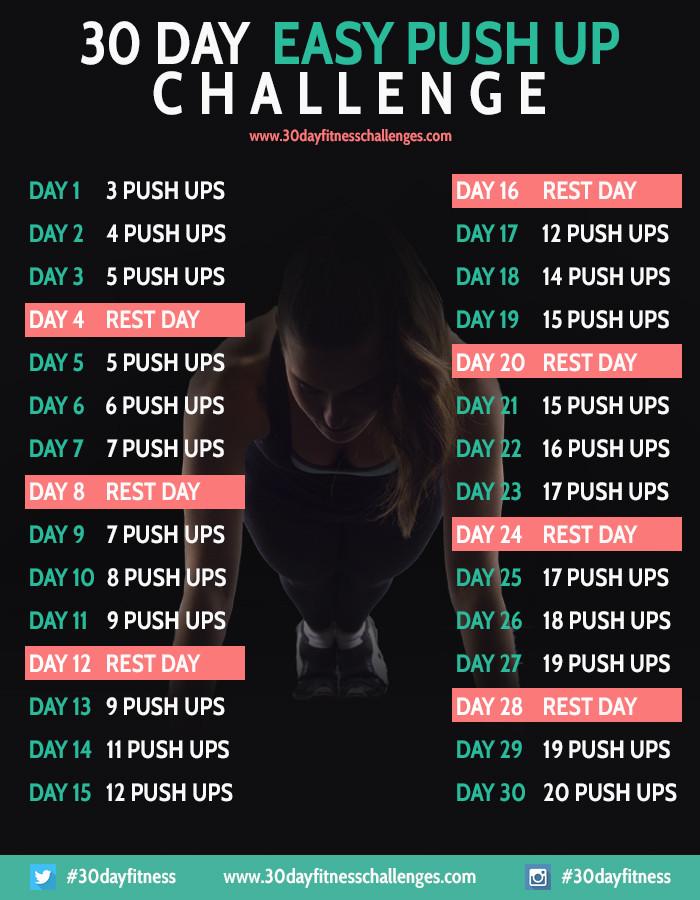 30 DAY EASY PUSH UP
CHALLENGE
www.30dayfitnesschallenges.com
DAY 1 3 PUSH UPS
DAY 2 4 PUSH UPS
DAY 3 5 PUSH UPS
DAY 4 REST DAY
DAY 5 5 PUSH UPS
DAY 6 6 PUSH UPS
DAY 7 7 PUSH UPS
DAY 8 REST DAY
DAY 9 7 PUSH UPS
DAY 10 8 PUSH UPS
DAY 11 9 PUSH UPS
DAY 12 REST DAY
DAY 13 9 PUSH UPS
DAY 14 11 PUSH UPS
DAY 15 12 PUSH UPS
DAY 16 REST DAY
DAY 17 12 PUSH UPS
DAY 18 14 PUSH UPS
DAY 19 15 PUSH UPS
DAY 20 REST DAY
DAY 21 15 PUSH UPS
DAY 22 16 PUSH UPS
DAY 23 17 PUSH UPS
DAY 24 REST DAY
DAY 25 17 PUSH UPS
DAY 26 18 PUSH UPS
DAY 27 19 PUSH UPS
DAY 28 REST DAY
DAY 29 19 PUSH UPS
DAY 30 20 PUSH UPS
#30dayfitness www.30dayfitnesschallenges.com #30dayfitness